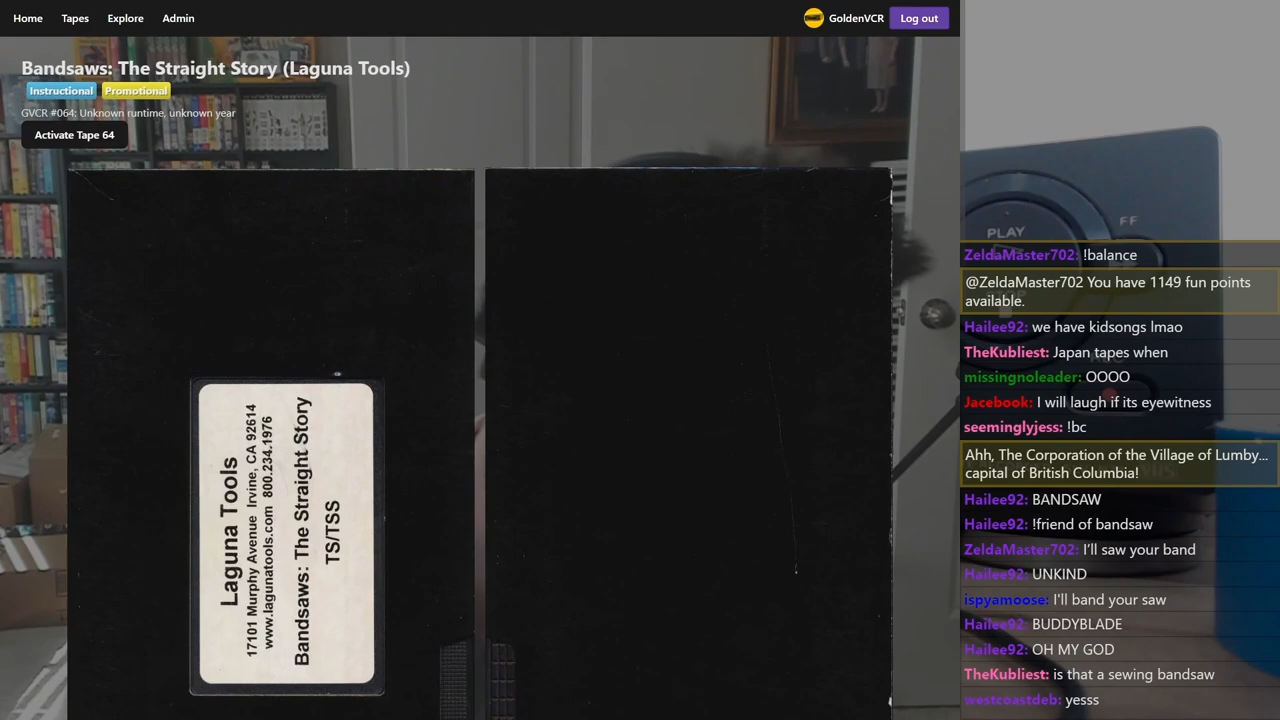 Home Tapes Explore Admin
GoldenVCR Log out
Bandsaws: The Straight Story (Laguna Tools)
Instructional Promotional
GVCR #064; Unknown runtime, unknown year
Activate Tape 64
Laguna Tools
17101 Murphy Avenue Irvine, CA 92614
www.lagunatools.com 800.234.1976
Bandsaws: The Straight Story
TS/TSS
PLAY
FF
ZeldaMaster702: !balance
@ZeldaMaster702 You have 1149 fun points
available.
Hailee92: we have kidsongs lmao
TheKubliest: Japan tapes when
missingnoleader: OOOO
Jacebook: I will laugh if its eyewitness
seeminglyjess: !bc
Ahh, The Corporation of the Village of Lumby...
capital of British Columbia!
Hailee92: BANDSAW
Hailee92: !friend of bandsaw
ZeldaMaster702: I'll saw your band
Hailee92: UNKIND
ispyamoose: I'll band your saw
Hailee92: BUDDYBLADE
Hailee92: OH MY GOD
TheKubliest: is that a sewing bandsaw
westcoastdeb: yesss